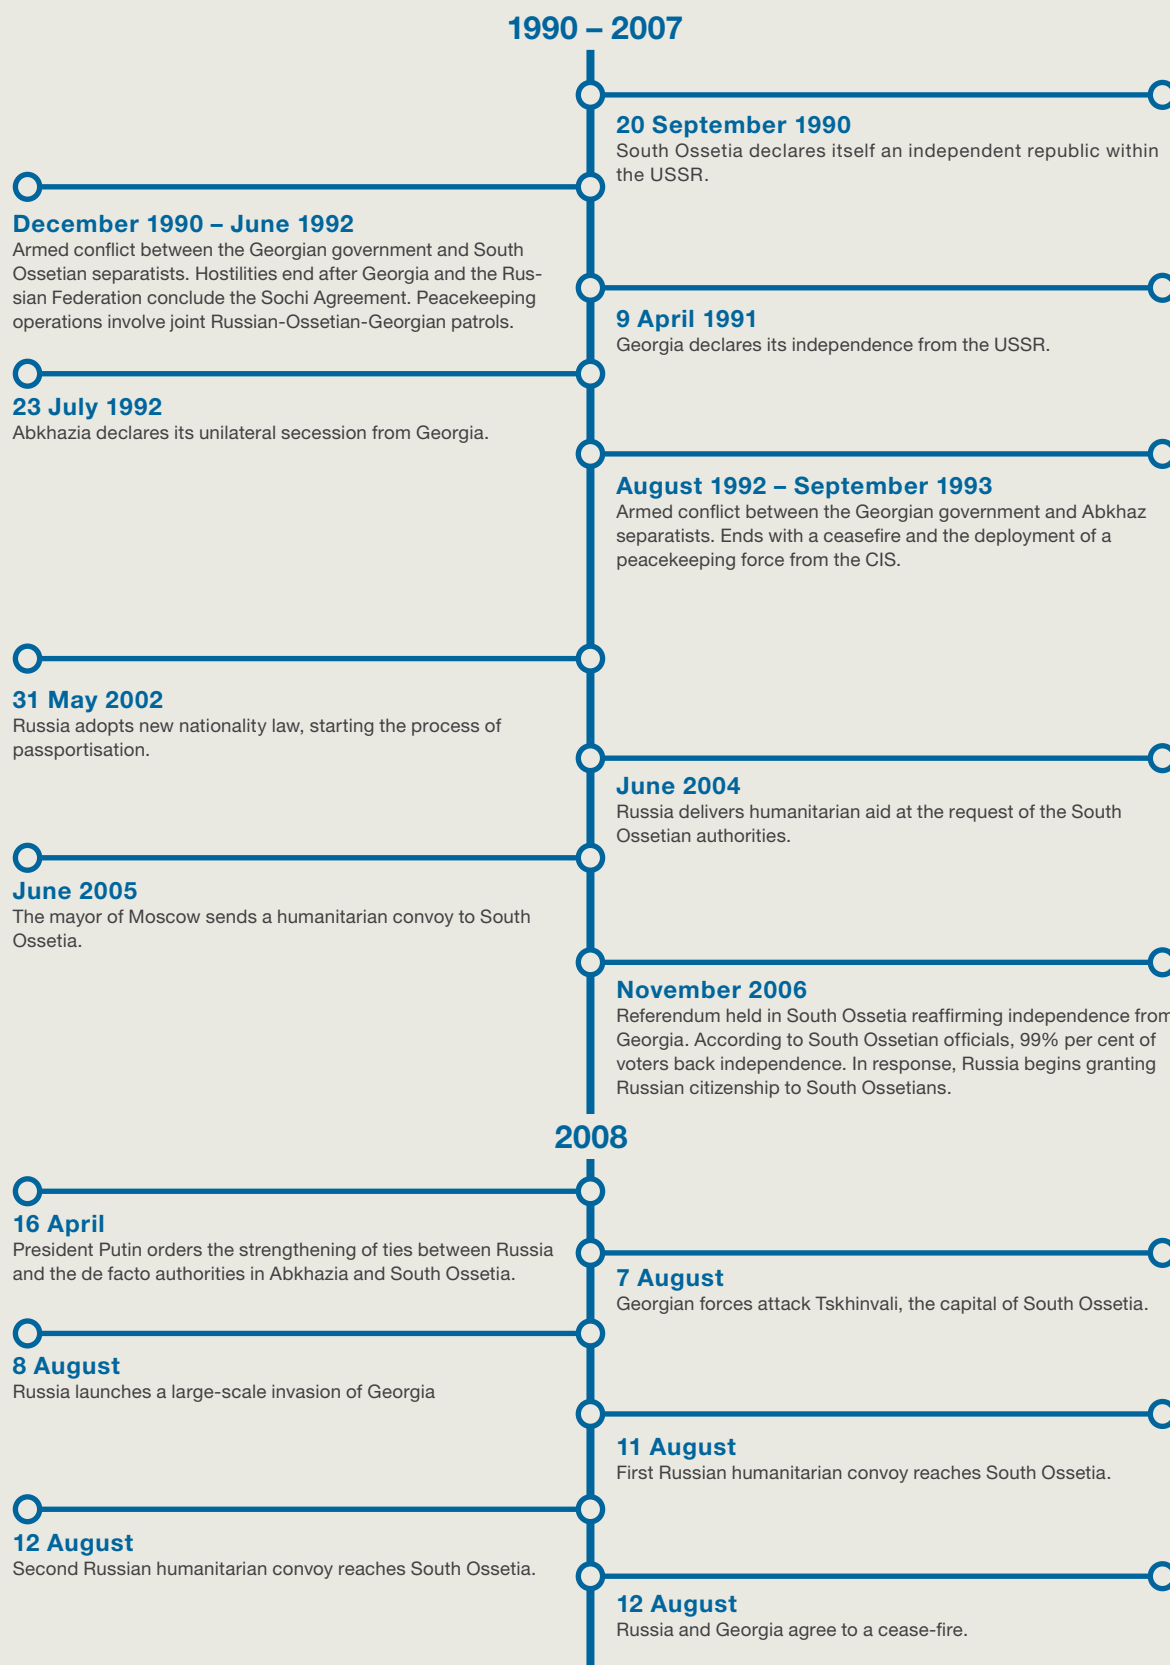 1990 – 2007
20 September 1990
South Ossetia declares itself an independent republic within
the USSR.
December 1990 – June 1992
Armed conflict between the Georgian government and South
Ossetian separatists. Hostilities end after Georgia and the Rus-
sian Federation conclude the Sochi Agreement. Peacekeeping
operations involve joint Russian-Ossetian-Georgian patrols.
9 April 1991
Georgia declares its independence from the USSR.
23 July 1992
Abkhazia declares its unilateral secession from Georgia.
August 1992 – September 1993
Armed conflict between the Georgian government and Abkhaz
separatists. Ends with a ceasefire and the deployment of a
peacekeeping force from the CIS.
31 May 2002
Russia adopts new nationality law, starting the process of
passportisation.
June 2004
Russia delivers humanitarian aid at the request of the South
Ossetian authorities.
June 2005
The mayor of Moscow sends a humanitarian convoy to South
Ossetia.
November 2006
Referendum held in South Ossetia reaffirming independence from
Georgia. According to South Ossetian officials, 99% per cent of
voters back independence. In response, Russia begins granting
Russian citizenship to South Ossetians.
2008
16 April
President Putin orders the strengthening of ties between Russia
and the de facto authorities in Abkhazia and South Ossetia.
7 August
Georgian forces attack Tskhinvali, the capital of South Ossetia.
8 August
Russia launches a large-scale invasion of Georgia
11 August
First Russian humanitarian convoy reaches South Ossetia.
12 August
Second Russian humanitarian convoy reaches South Ossetia.
12 August
Russia and Georgia agree to a cease-fire.